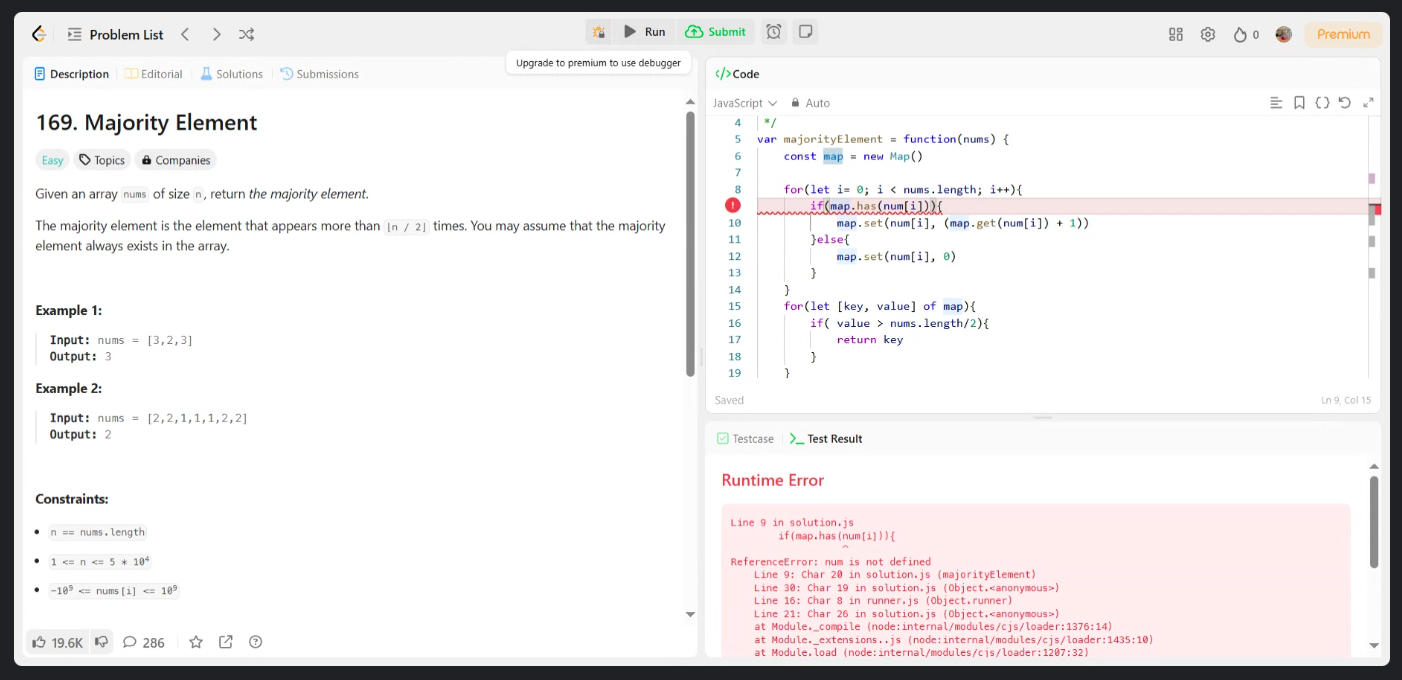 Problem List
Run
Submit
0
Premium
Upgrade to premium to use debugger
Description
Editorial
Solutions
Submissions
169. Majority Element
Easy
Topics
Companies
Given an array nums of size n, return the majority element.
The majority element is the element that appears more than ⌊n / 2⌋ times. You may assume that the majority
element always exists in the array.
Example 1:
Input: nums = [3,2,3]
Output: 3
Example 2:
Input: nums = [2,2,1,1,1,2,2]
Output: 2
Constraints:
• n == nums.length
• 1 <= n <= 5 * 10⁴
• -10⁹ <= nums[i] <= 10⁹
19.6K
286
</>Code
JavaScript
Auto
4 */
5 var majorityElement = function(nums) {
6 const map = new Map()
7
8 for(let i= 0; i < nums.length; i++){
if(map.has(num[i])){
10 map.set(num[i], (map.get(num[i]) + 1))
11 }else{
12 map.set(num[i], 0)
13 }
14 }
15 for(let [key, value] of map){
16 if( value > nums.length/2){
17 return key
18 }
19 }
Saved
Ln 9, Col 15
Testcase
Test Result
Runtime Error
Line 9 in solution.js
if(map.has(num[i])){
^
ReferenceError: num is not defined
Line 9: Char 20 in solution.js (majorityElement)
Line 30: Char 19 in solution.js (Object.<anonymous>)
Line 16: Char 8 in runner.js (Object.runner)
Line 21: Char 26 in solution.js (Object.<anonymous>)
at Module._compile (node:internal/modules/cjs/loader:1376:14)
at Module._extensions..js (node:internal/modules/cjs/loader:1435:10)
at Module.load (node:internal/modules/cjs/loader:1207:32)